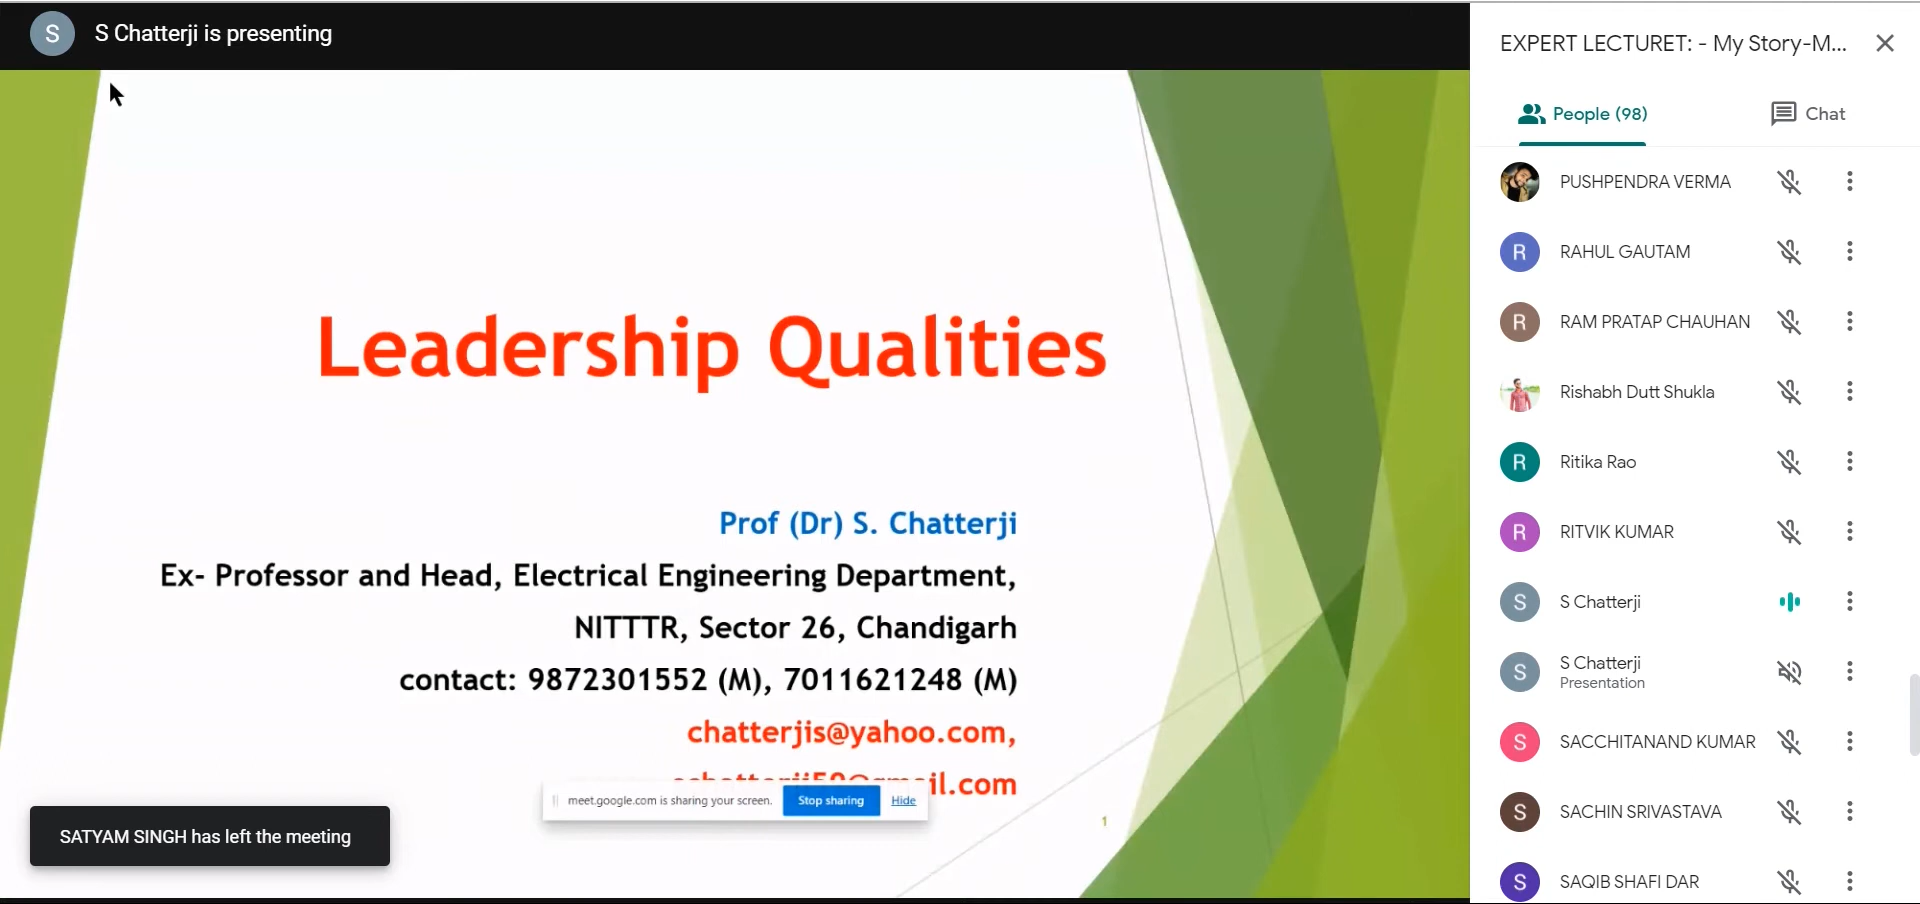 S
S Chatterji is presenting
Leadership Qualities
Prof (Dr) S. Chatterji
Ex- Professor and Head, Electrical Engineering Department,
NITTTR, Sector 26, Chandigarh
contact: 9872301552 (M), 7011621248 (M)
chatterjis@yahoo.com,
il.com
meet.google.com is sharing your screen. Stop sharing Hide
1
SATYAM SINGH has left the meeting
EXPERT LECTURET: - My Story-M...
People (98) Chat
PUSHPENDRA VERMA
R RAHUL GAUTAM
R RAM PRATAP CHAUHAN
Rishabh Dutt Shukla
R Ritika Rao
R RITVIK KUMAR
S S Chatterji
S S Chatterji
Presentation
S SACCHITANAND KUMAR
S SACHIN SRIVASTAVA
S SAQIB SHAFI DAR